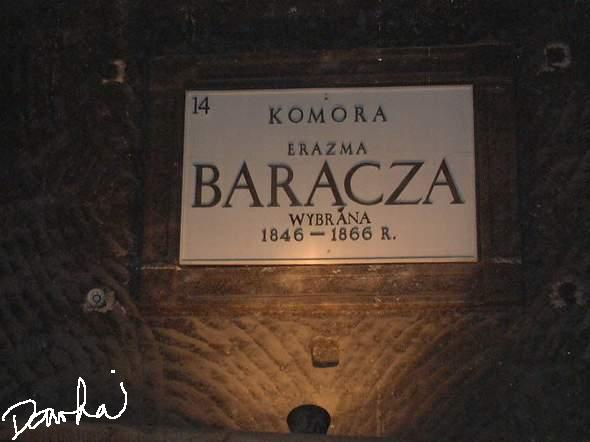 14
KOMORA
ERAZMA
BARĄCZA
WYBRANA
1846 — 1866 R.